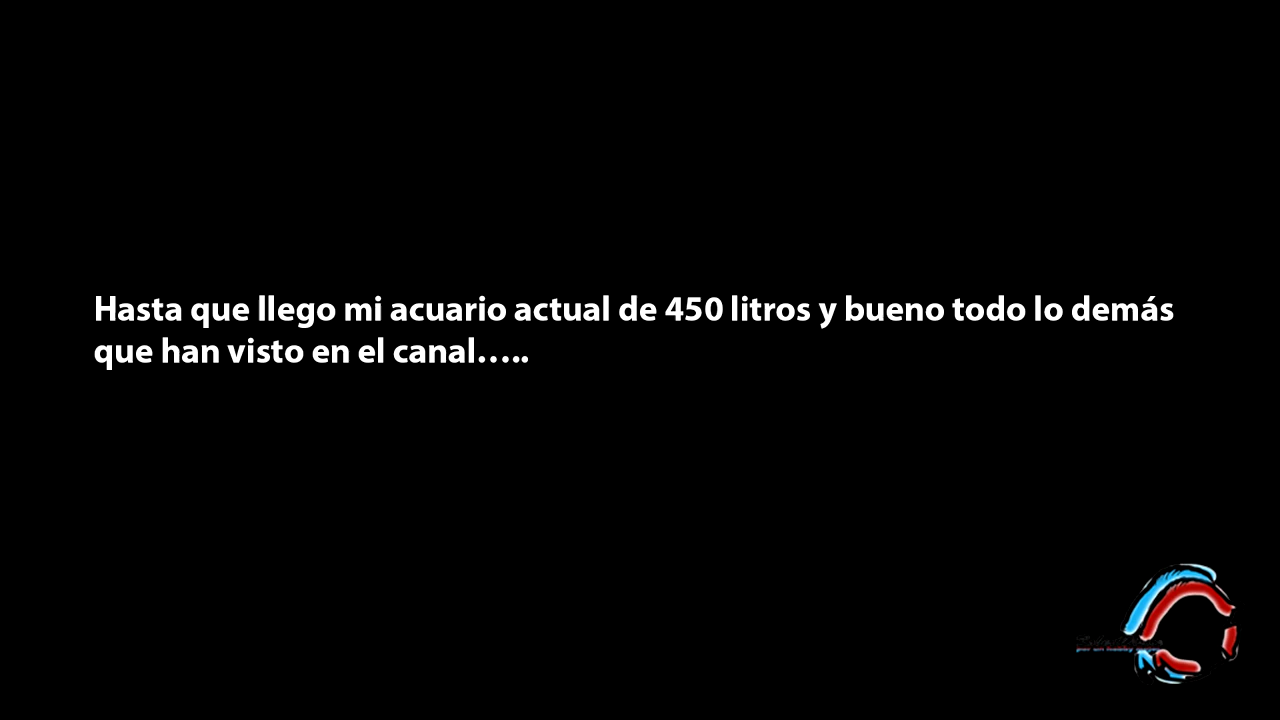 Hasta que llego mi acuario actual de 450 litros y bueno todo lo demás
que han visto en el canal…..